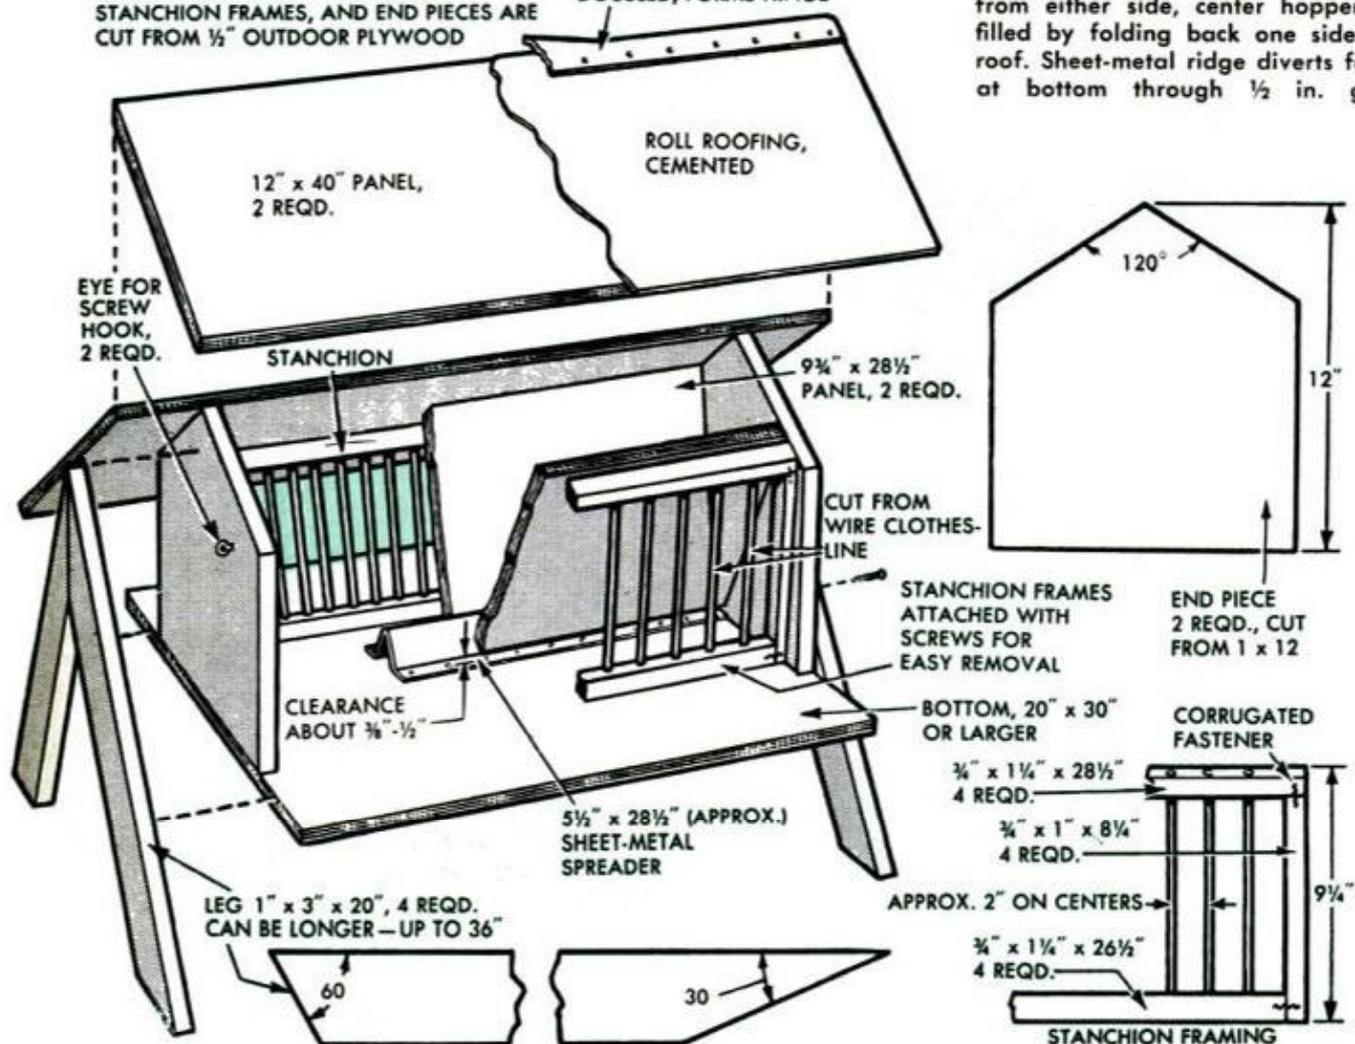 STANCHION FRAMES, AND END PIECES ARE
CUT FROM ½" OUTDOOR PLYWOOD
from either side, center hopper
filled by folding back one side
roof. Sheet-metal ridge diverts
at bottom through ½ in.
12" x 40" PANEL,
2 REQD.
ROLL ROOFING,
CEMENTED
120°
12"
EYE FOR
SCREW
HOOK,
2 REQD.
STANCHION
9¾" x 28½"
PANEL, 2 REQD.
CUT FROM
WIRE CLOTHES-
LINE
STANCHION FRAMES
ATTACHED WITH
SCREWS FOR
EASY REMOVAL
END PIECE
2 REQD., CUT
FROM 1 x 12
CLEARANCE
ABOUT ⅜"-½"
BOTTOM, 20" x 30"
OR LARGER
5½" x 28½" (APPROX.)
SHEET-METAL
SPREADER
CORRUGATED
FASTENER
¾" x 1¼" x 28½"
4 REQD.
¾" x 1" x 8¼"
4 REQD.
APPROX. 2" ON CENTERS
9¼"
¾" x 1¼" x 26½"
4 REQD.
STANCHION FRAMING
LEG 1" x 3" x 20", 4 REQD.
CAN BE LONGER—UP TO 36"
60
30